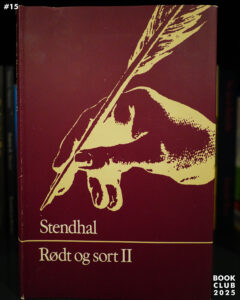 #15
Stendhal
Rødt og sort II
BOOK
CLUB
2025